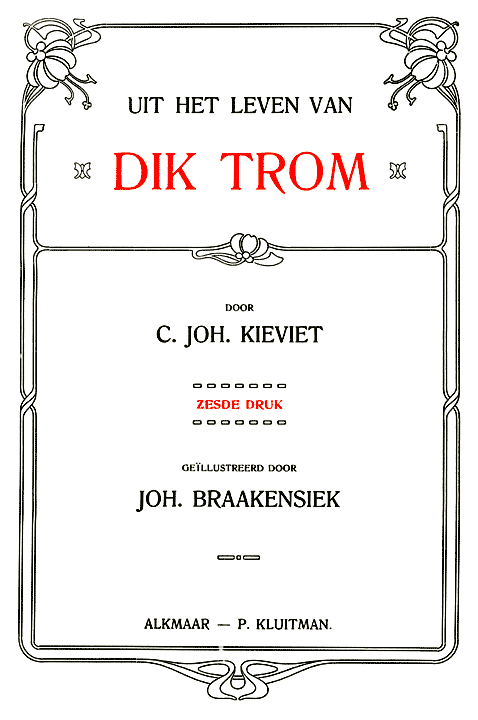 UIT HET LEVEN VAN
DIK TROM
DOOR
C. JOH. KIEVIET
ZESDE DRUK
GEÏLLUSTREERD DOOR
JOH. BRAAKENSIEK
ALKMAAR — P. KLUITMAN.